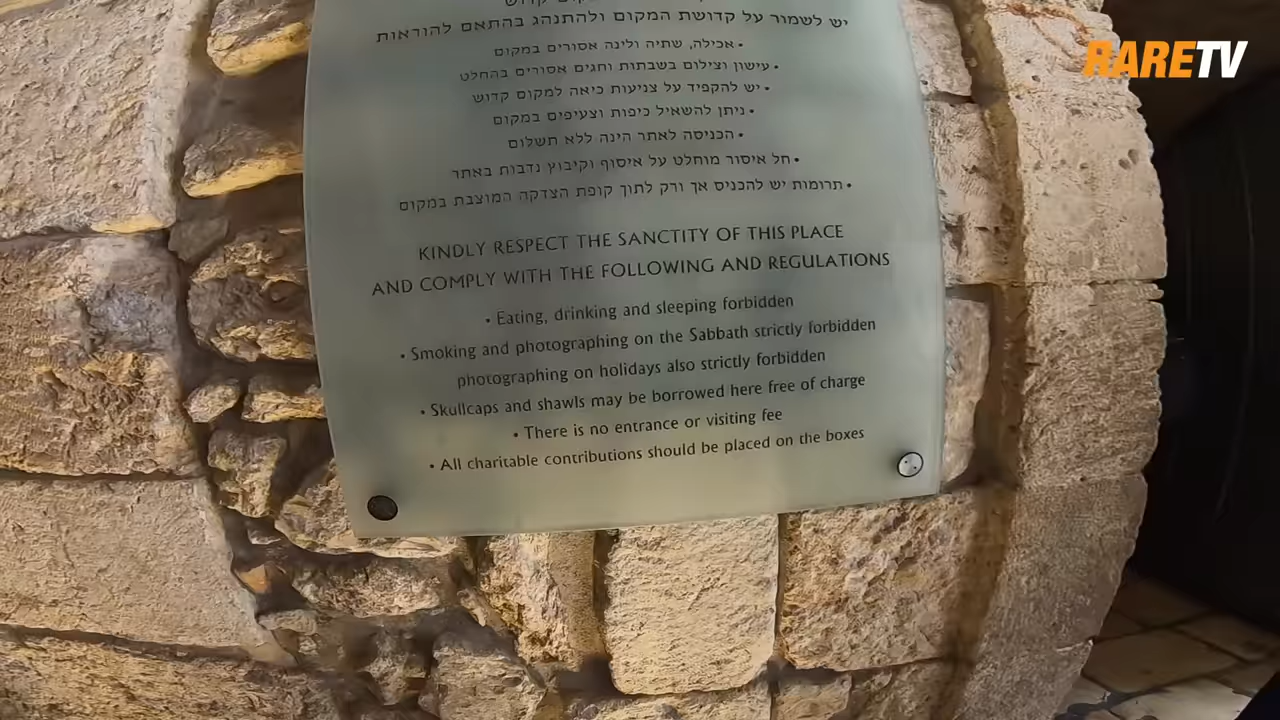 RARETV
יש לשמור על קדושת המקום ולהתנהג בהתאם להוראות
• אכילה, שתיה ולינה אסורים במקום
• עישון וצילום בשבתות וחגים אסורים בהחלט
• יש להקפיד על צניעות כיאה למקום קדוש
• ניתן להשאיל כיפות וצעיפים במקום
• הכניסה לאתר הינה ללא תשלום
• חל איסור מוחלט על איסוף וקיבוץ נדבות באתר
• תרומות יש להכניס אך ורק לתוך קופת הצדקה המוצבת במקום
KINDLY RESPECT THE SANCTITY OF THIS PLACE
AND COMPLY WITH THE FOLLOWING AND REGULATIONS
• Eating, drinking and sleeping forbidden
• Smoking and photographing on the Sabbath strictly forbidden
photographing on holidays also strictly forbidden
• Skullcaps and shawls may be borrowed here free of charge
• There is no entrance or visiting fee
• All charitable contributions should be placed on the boxes